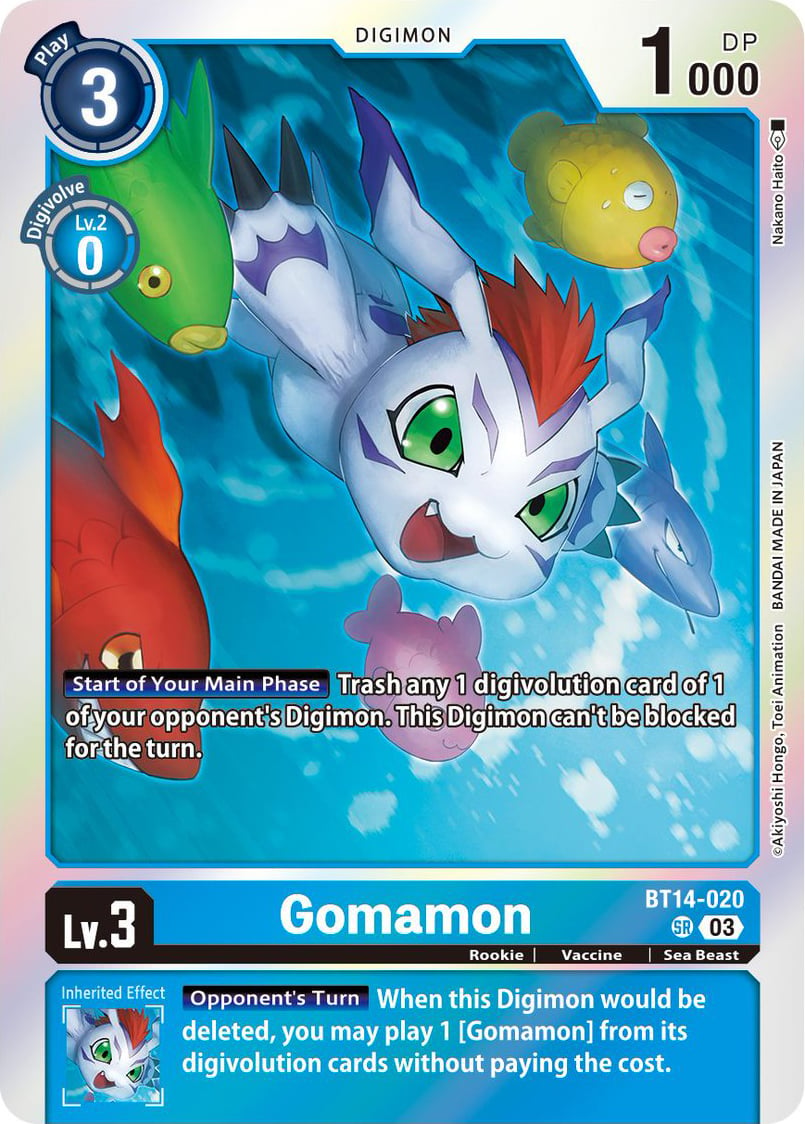 Play
3
DIGIMON
DP
1000
Digivolve
Lv.2
0
Nakano Haito
Start of Your Main Phase Trash any 1 digivolution card of 1
of your opponent's Digimon. This Digimon can't be blocked
for the turn.
©Akiyoshi Hongo, Toei Animation BANDAI MADE IN JAPAN
Lv.3
Gomamon
BT14-020
SR 03
Rookie | Vaccine | Sea Beast
Inherited Effect
Opponent's Turn When this Digimon would be
deleted, you may play 1 [Gomamon] from its
digivolution cards without paying the cost.